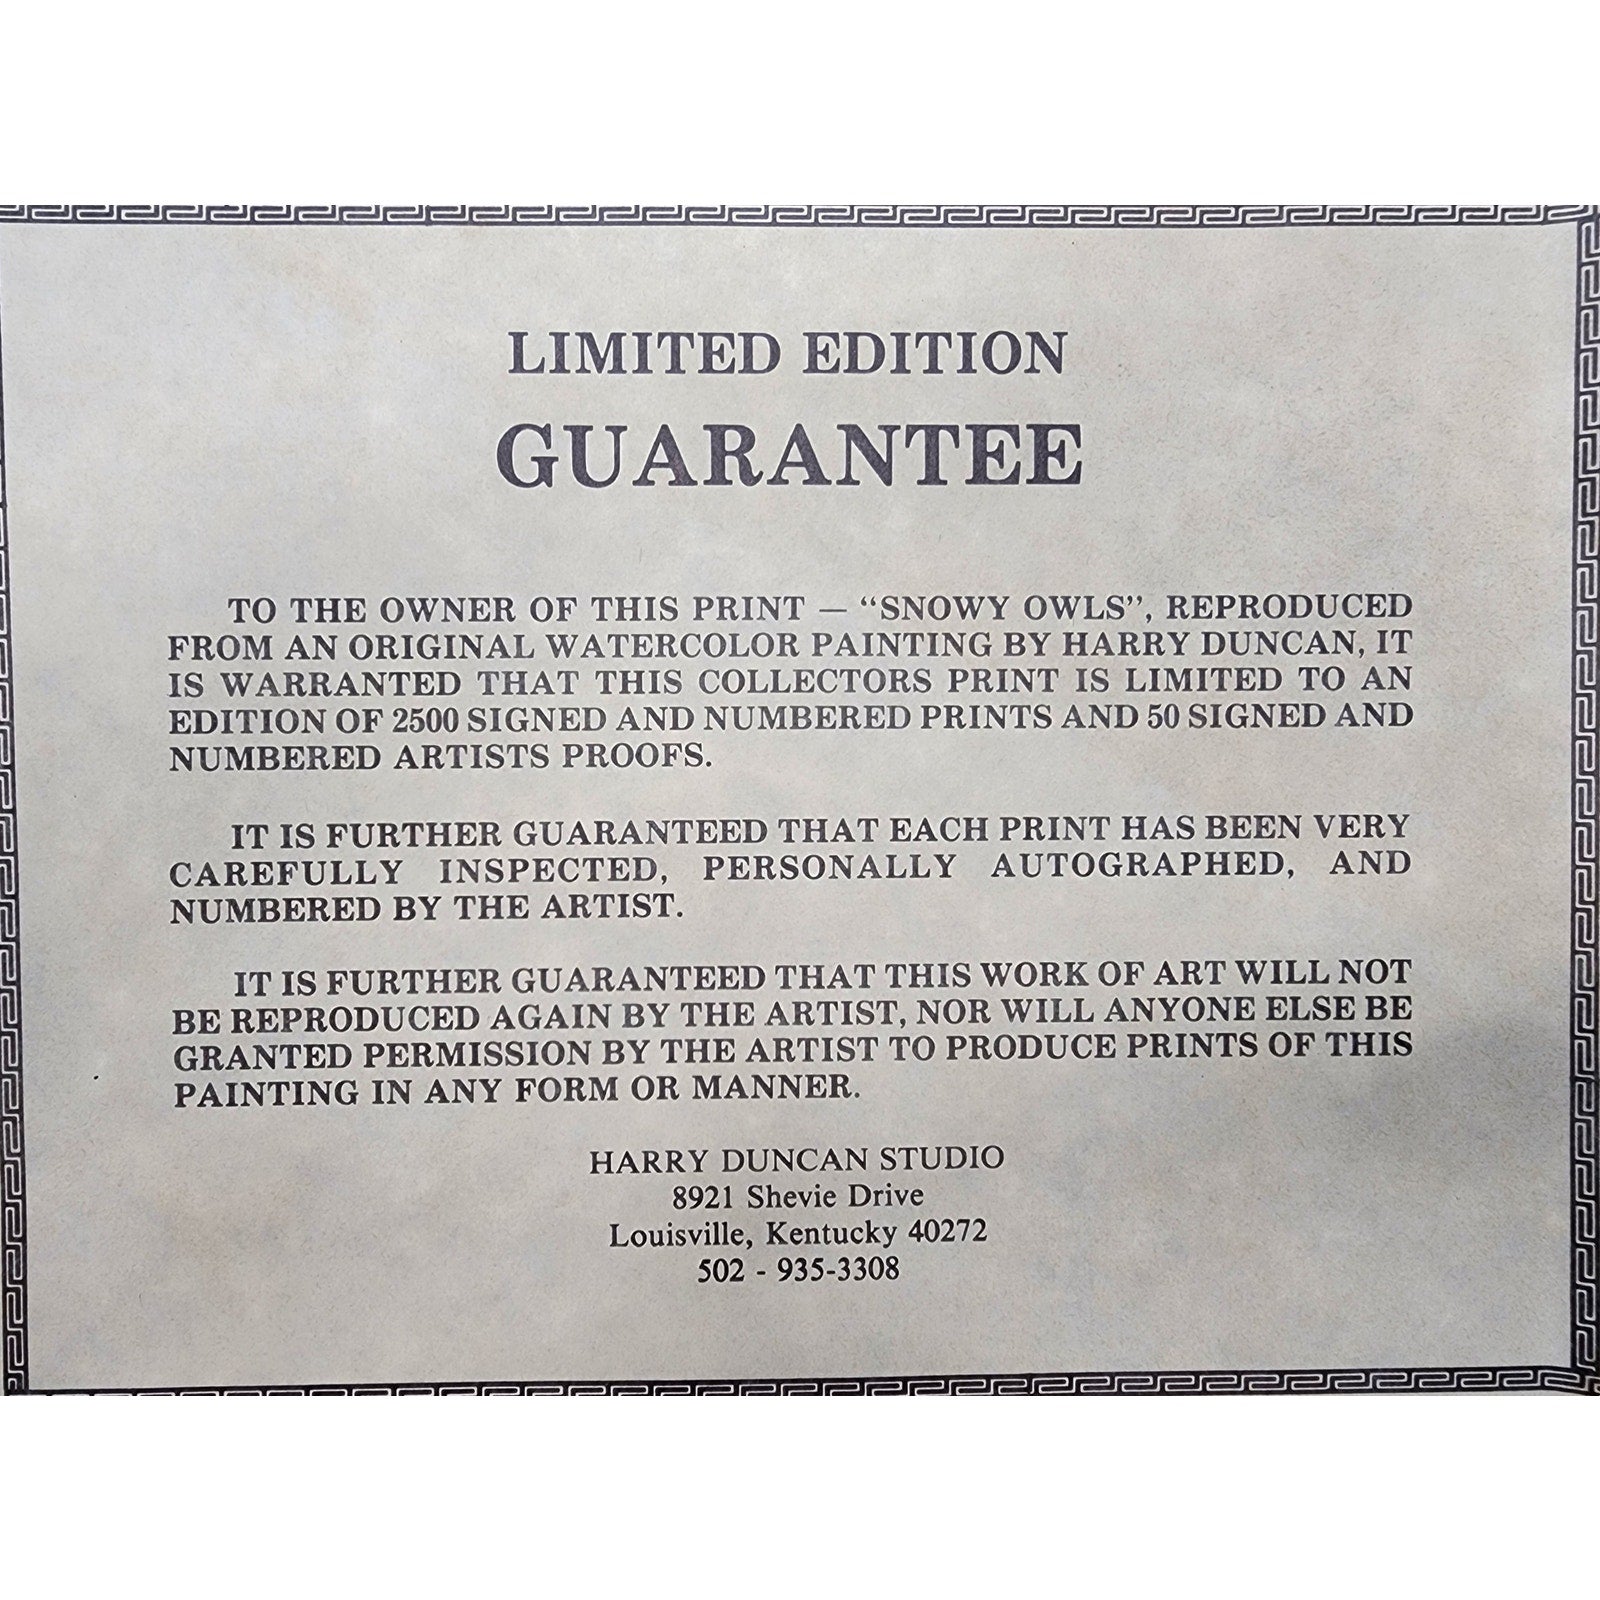 LIMITED EDITION
GUARANTEE
TO THE OWNER OF THIS PRINT — “SNOWY OWLS”, REPRODUCED
FROM AN ORIGINAL WATERCOLOR PAINTING BY HARRY DUNCAN, IT
IS WARRANTED THAT THIS COLLECTORS PRINT IS LIMITED TO AN
EDITION OF 2500 SIGNED AND NUMBERED PRINTS AND 50 SIGNED AND
NUMBERED ARTISTS PROOFS.
IT IS FURTHER GUARANTEED THAT EACH PRINT HAS BEEN VERY
CAREFULLY INSPECTED, PERSONALLY AUTOGRAPHED, AND
NUMBERED BY THE ARTIST.
IT IS FURTHER GUARANTEED THAT THIS WORK OF ART WILL NOT
BE REPRODUCED AGAIN BY THE ARTIST, NOR WILL ANYONE ELSE BE
GRANTED PERMISSION BY THE ARTIST TO PRODUCE PRINTS OF THIS
PAINTING IN ANY FORM OR MANNER.
HARRY DUNCAN STUDIO
8921 Shevie Drive
Louisville, Kentucky 40272
502 - 935-3308